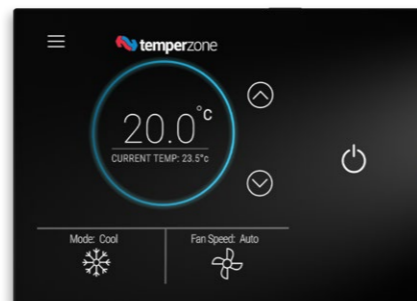 temperzone
20.0°c
CURRENT TEMP: 23.5°c
Mode: Cool
Fan Speed: Auto